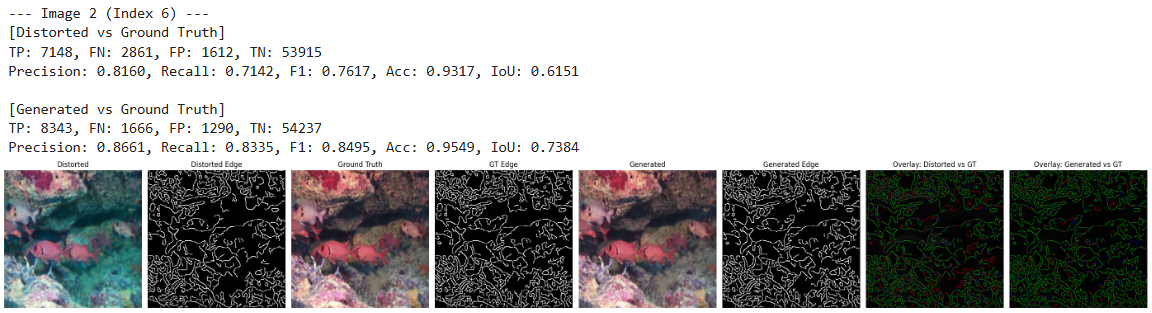 --- Image 2 (Index 6) ---
[Distorted vs Ground Truth]
TP: 7148, FN: 2861, FP: 1612, TN: 53915
Precision: 0.8160, Recall: 0.7142, F1: 0.7617, Acc: 0.9317, IoU: 0.6151
[Generated vs Ground Truth]
TP: 8343, FN: 1666, FP: 1290, TN: 54237
Precision: 0.8661, Recall: 0.8335, F1: 0.8495, Acc: 0.9549, IoU: 0.7384
Distorted Distorted Edge Ground Truth GT Edge Generated Generated Edge Overlay: Distorted vs GT Overlay: Generated vs GT